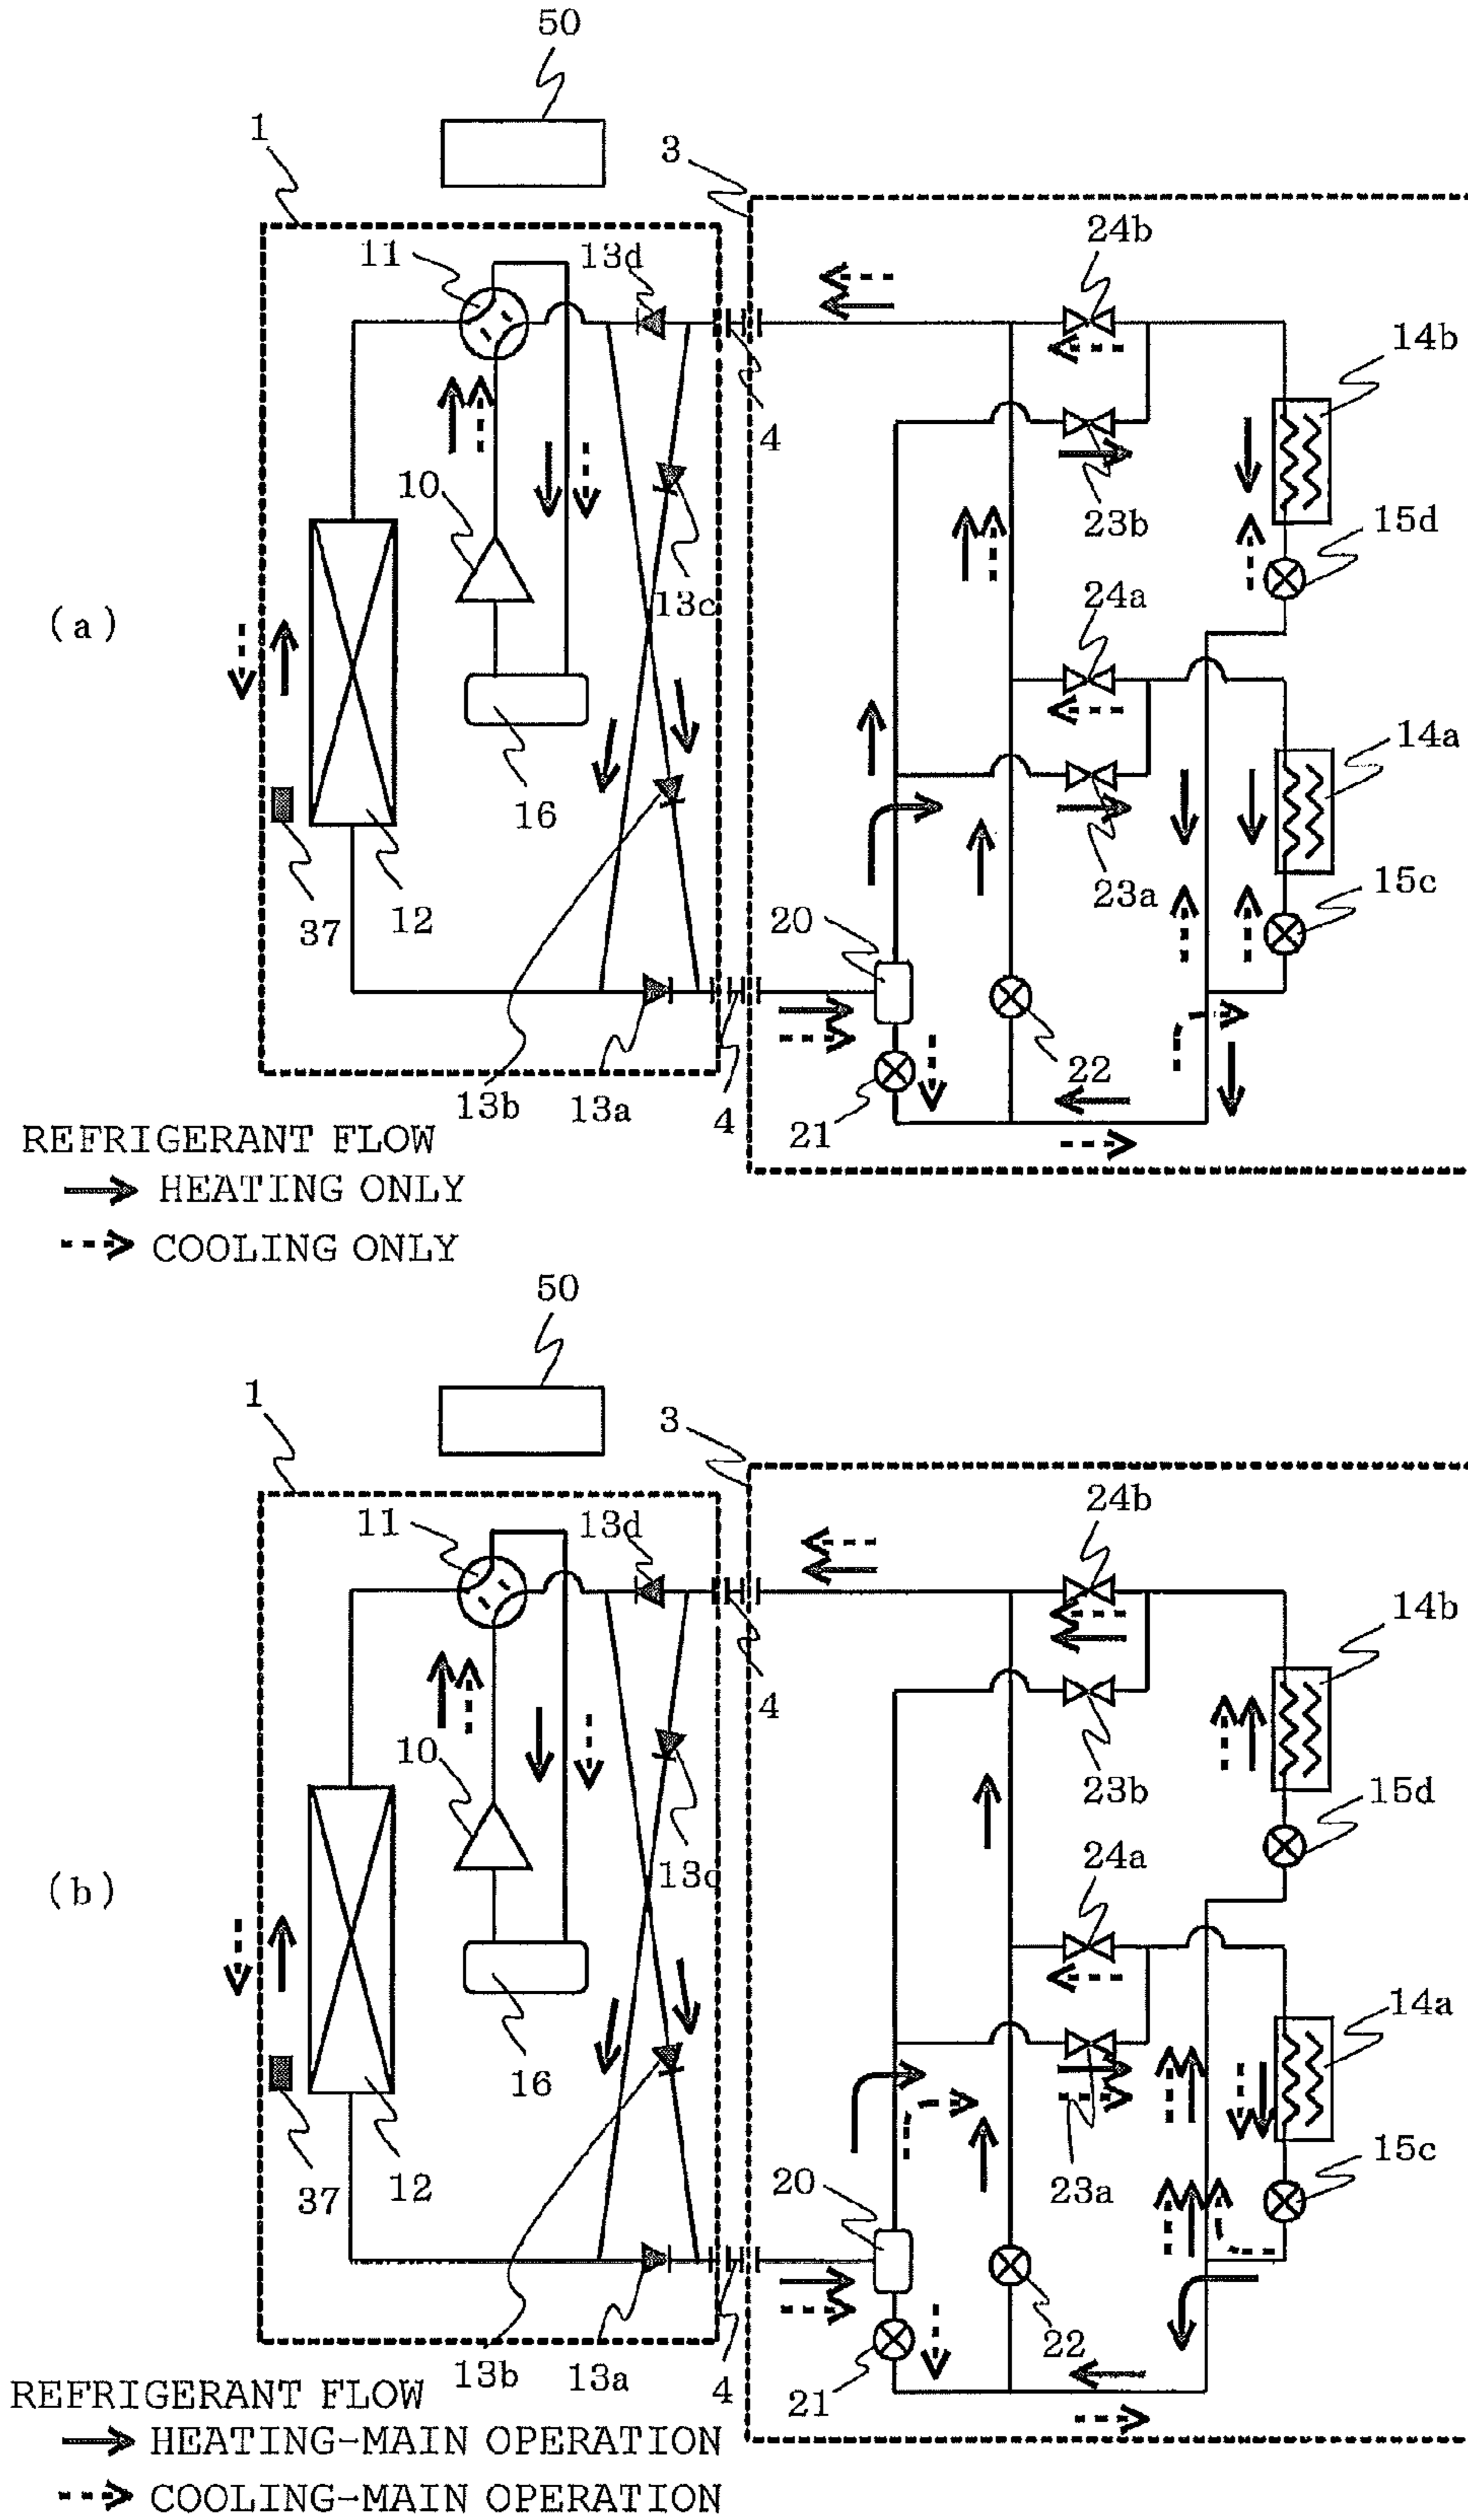 50
1
3
11
13d
24b
14b
4
10
23b
15d
13c
24a
(a)
14a
16
23a
15c
37
12
20
22
13b
13a
4
21
REFRIGERANT FLOW
HEATING ONLY
COOLING ONLY
50
1
3
11
13d
24b
14b
4
10
23b
15d
13c
24a
(b)
14a
16
15c
37
12
20
23a
22
13b
13a
4
21
REFRIGERANT FLOW
HEATING-MAIN OPERATION
COOLING-MAIN OPERATION